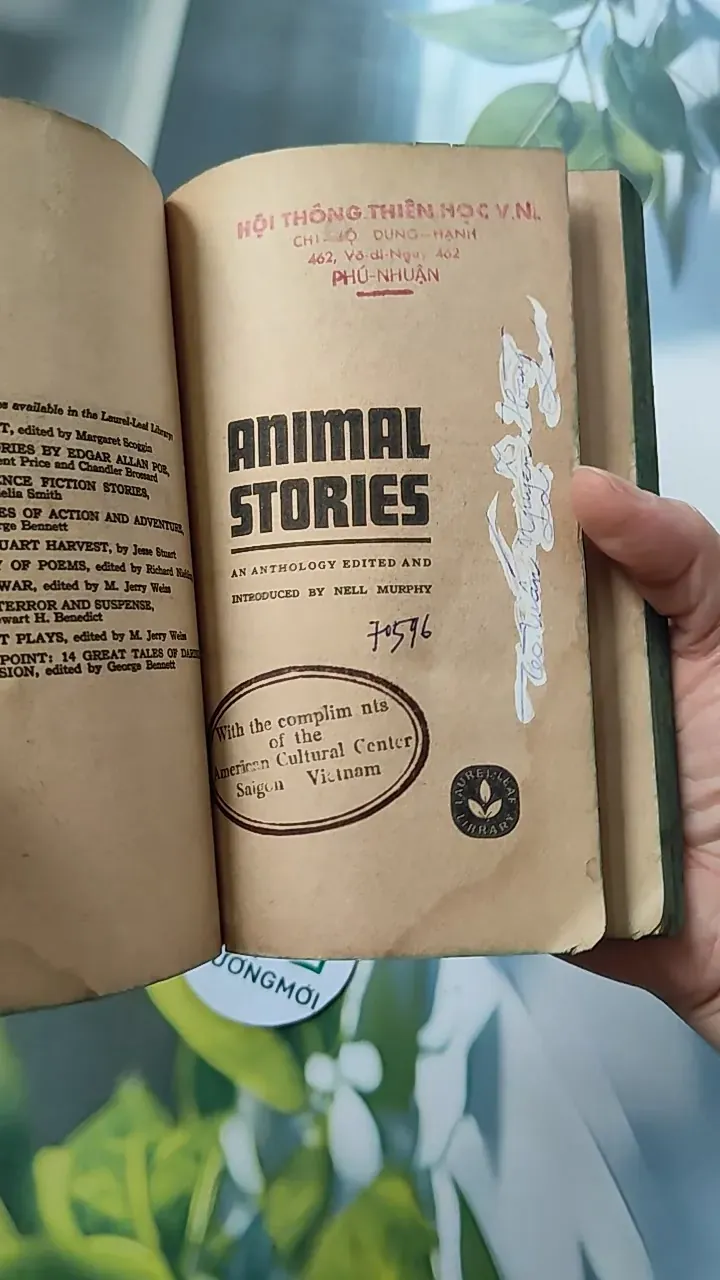 es available in the Laurel-Leaf Library:
T, edited by Margaret Scoggin
RIES BY EDGAR ALLAN POE,
ent Price and Chandler Brossard
ENCE FICTION STORIES,
elia Smith
ES OF ACTION AND ADVENTURE,
rge Bennett
UART HARVEST, by Jesse Stuart
Y OF POEMS, edited by Richard
WAR, edited by M. Jerry Weiss
TERROR AND SUSPENSE,
wart H. Benedict
T PLAYS, edited by M. Jerry Weiss
POINT: 14 GREAT TALES OF
SION, edited by George Bennett
HỘI THÔNG THIÊN HỌC V.N.
CHI BỘ DUNG-HẠNH
462, Võ-di-Nguy 462
PHÚ-NHUẬN
ANIMAL
STORIES
AN ANTHOLOGY EDITED AND
INTRODUCED BY NELL MURPHY
70596
With the complim nts
of the
American Cultural Center
Saigon Vietnam
LAUREL-LEAF
LIBRARY
ƯƠNGMỚI